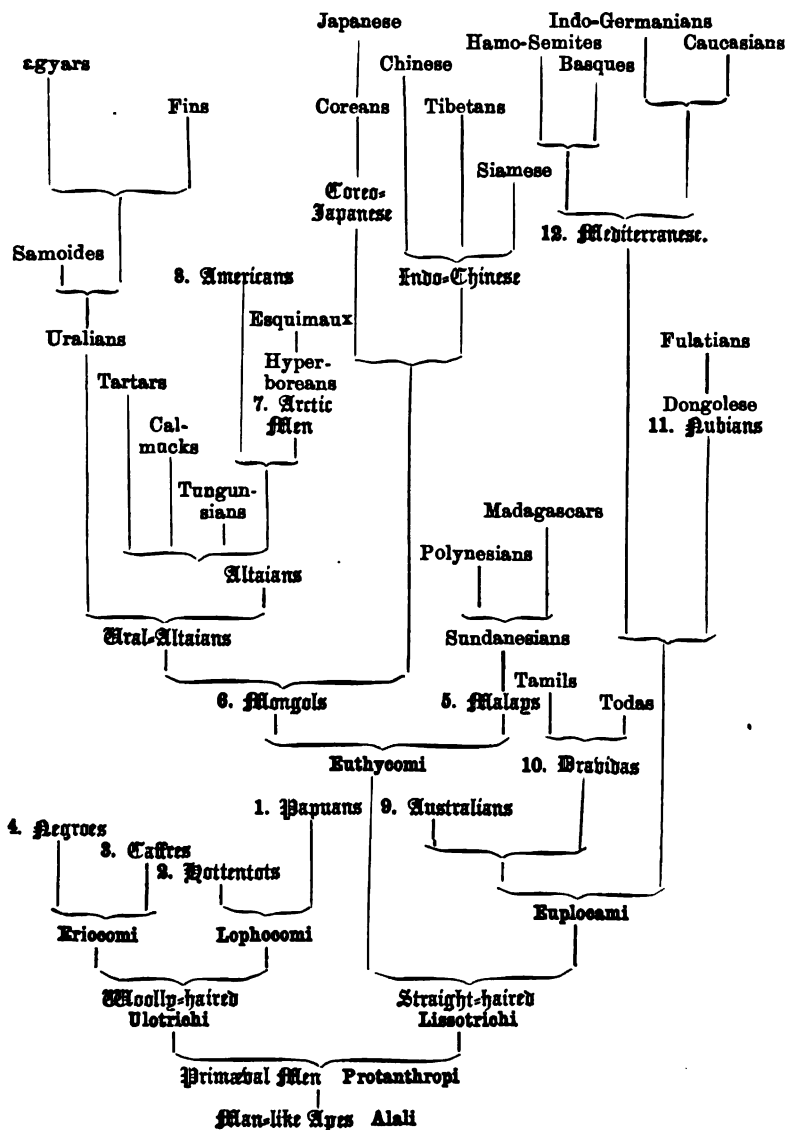 Japanese
Indo-Germanians
Hamo-Semites
Caucasians
ɛgyars
Chinese
Basques
Fins
Coreans
Tibetans
Siamese
Coreo-
Japanese
12. Mediterranese.
Samoides
8. Americans
Indo-Chinese
Esquimaux
Uralians
Fulatians
Hyper-
boreans
Tartars
7. Arctic
Men
Dongolese
11. Nubians
Cal-
mucks
Tungun-
sians
Madagascars
Polynesians
Altaians
Ural-Altaians
Sundanesians
Tamils
6. Mongols
5. Malays
Todas
Euthycomi
10. Dravidas
1. Papuans
9. Australians
4. Negroes
3. Caffres
2. Hottentots
Euplocami
Eriocomi
Lophocomi
Woolly-haired
Ulotrichi
Straight-haired
Lissotrichi
Primæval Men Protanthropi
Man-like Apes Alali